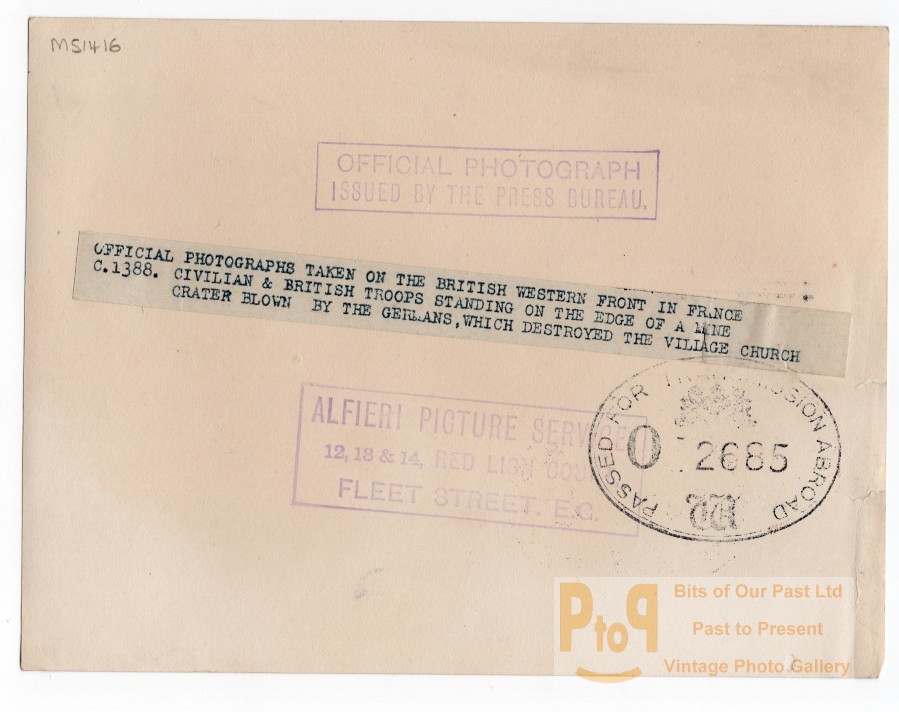 MS1416
OFFICIAL PHOTOGRAPH
ISSUED BY THE PRESS BUREAU.
OFFICIAL PHOTOGRAPHS TAKEN ON THE BRITISH WESTERN FRONT IN FRANCE
C.1388. CIVILIAN & BRITISH TROOPS STANDING ON THE EDGE OF A MINE
CRATER BLOWN BY THE GERMANS, WHICH DESTROYED THE VILLAGE CHURCH
ALFIERI PICTURE SERVICE
12, 13 & 14, RED LION
FLEET STREET, E.C.
PASSED FOR ABROAD
O 2685
PtoP
Bits of Our Past Ltd
Past to Present
Vintage Photo Gallery